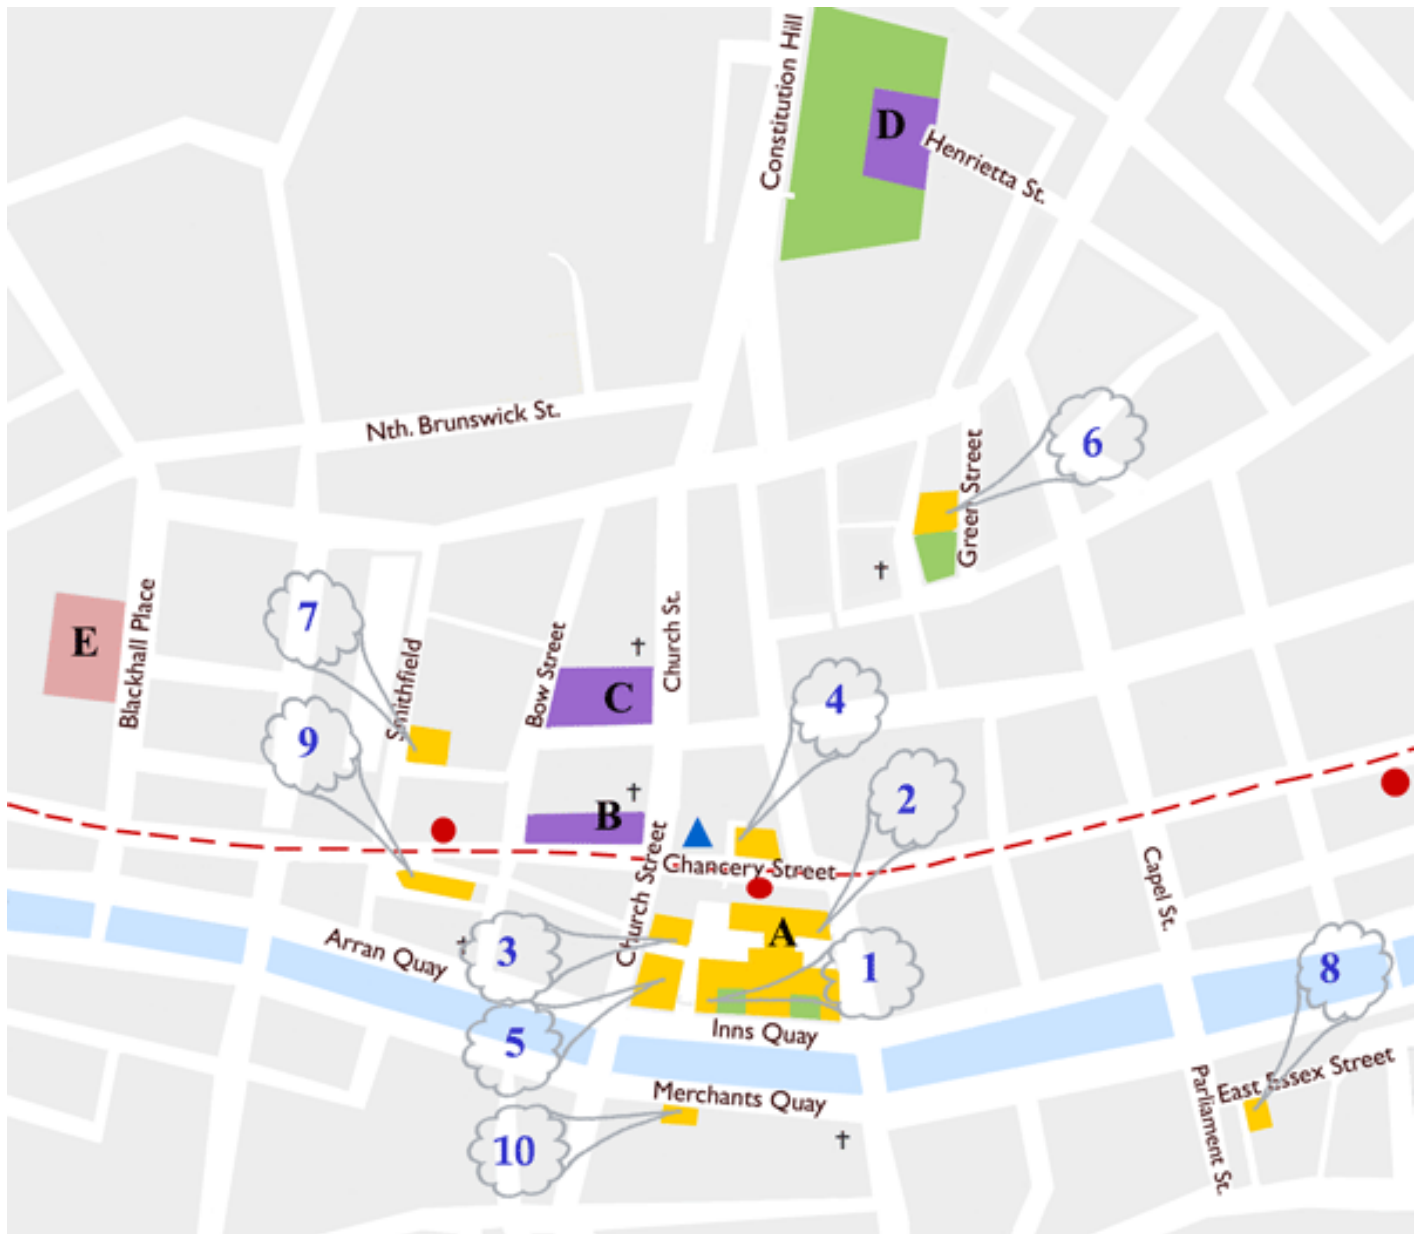 Constitution Hill
D
Henrietta St.
Nth. Brunswick St.
6
Green Street
7
E
Blackhall Place
Smithfield
Bow Street
C
Church St.
4
9
2
B
Chancery Street
Church Street
Capel St.
A
3
1
Arran Quay
8
5
Inns Quay
Merchants Quay
East Essex Street
Parliament St.
10